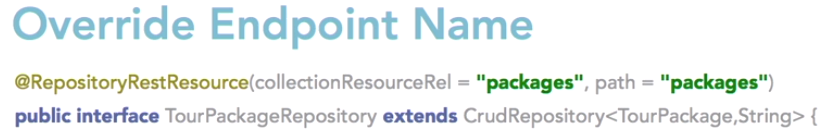 Override Endpoint Name
@RepositoryRestResource(collectionResourceRel = "packages", path = "packages")
public interface TourPackageRepository extends CrudRepository<TourPackage,String> {